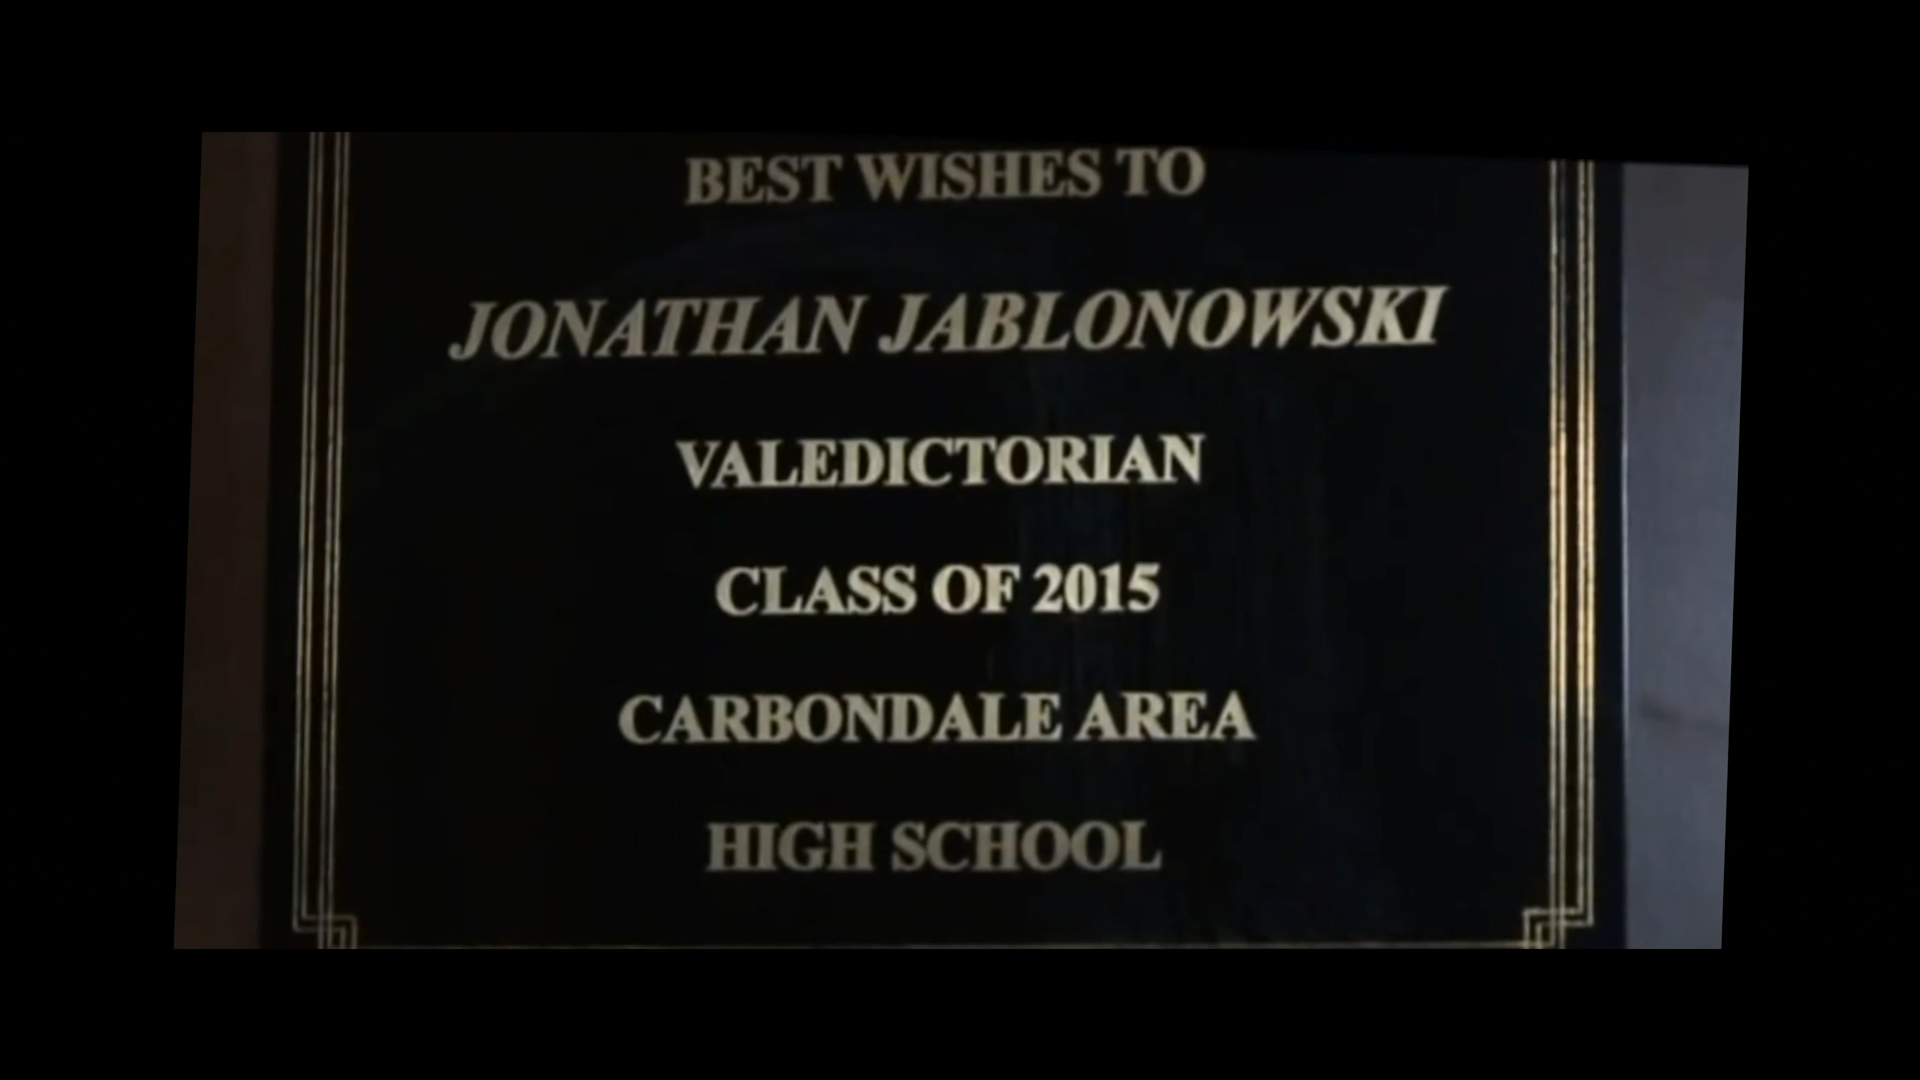 BEST WISHES TO
JONATHAN JABLONOWSKI
VALEDICTORIAN
CLASS OF 2015
CARBONDALE AREA
HIGH SCHOOL